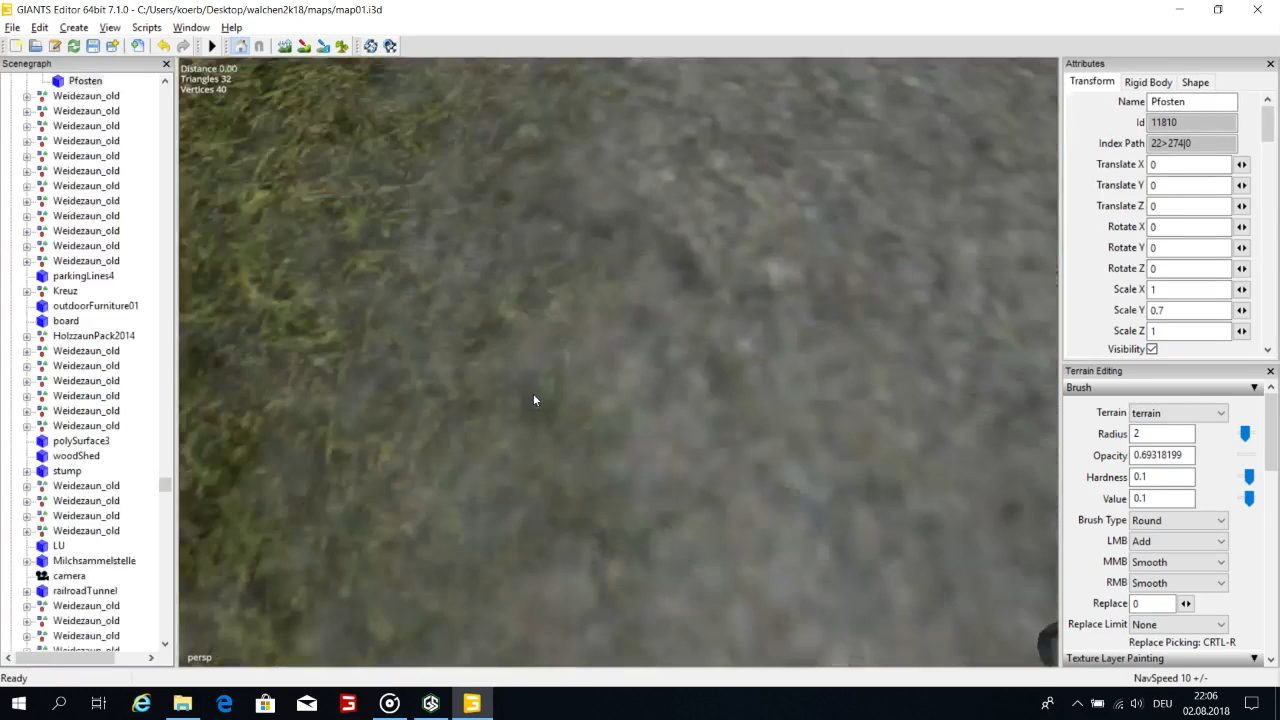 GIANTS Editor 64bit 7.1.0 - C:/Users/koerb/Desktop/walchen2k18/maps/map01.i3d
File Edit Create View Scripts Window Help
Scenegraph
Pfosten
Weidezaun_old
Weidezaun_old
Weidezaun_old
Weidezaun_old
Weidezaun_old
Weidezaun_old
Weidezaun_old
Weidezaun_old
Weidezaun_old
Weidezaun_old
Weidezaun_old
Weidezaun_old
parkingLines4
Kreuz
outdoorFurniture01
board
HolzzaunPack2014
Weidezaun_old
Weidezaun_old
Weidezaun_old
Weidezaun_old
Weidezaun_old
Weidezaun_old
polySurface3
woodShed
stump
Weidezaun_old
Weidezaun_old
Weidezaun_old
Weidezaun_old
LU
Milchsammelstelle
camera
railroadTunnel
Weidezaun_old
Weidezaun_old
Weidezaun_old
Distance 0.00
Triangles 32
Vertices 40
persp
Attributes
Transform Rigid Body Shape
Name Pfosten
Id 11810
Index Path 22>274|0
Translate X 0
Translate Y 0
Translate Z 0
Rotate X 0
Rotate Y 0
Rotate Z 0
Scale X 1
Scale Y 0.7
Scale Z 1
Visibility
Terrain Editing
Brush
Terrain terrain
Radius 2
Opacity 0.69318199
Hardness 0.1
Value 0.1
Brush Type Round
LMB Add
MMB Smooth
RMB Smooth
Replace 0
Replace Limit None
Replace Picking: CRTL-R
Texture Layer Painting
Ready
NavSpeed 10 +/-
DEU
22:06
02.08.2018